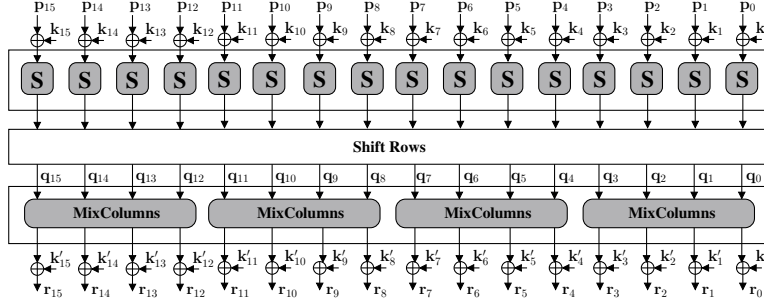 p15 p14 p13 p12 p11 p10 p9 p8 p7 p6 p5 p4 p3 p2 p1 p0
k15 k14 k13 k12 k11 k10 k9 k8 k7 k6 k5 k4 k3 k2 k1 k
S S S S S S S S S S S S S S S S
Shift Rows
q15 q14 q13 q12 q11 q10 q9 q8 q7 q6 q5 q4 q3 q2 q1 q0
MixColumns MixColumns MixColumns MixColumns
k′15 k′14 k′13 k′12 k′11 k′10 k′9 k′8 k′7 k′6 k′5 k′4 k′3 k′2 k′1 k
r15 r14 r13 r12 r11 r10 r9 r8 r7 r6 r5 r4 r3 r2 r1 r0